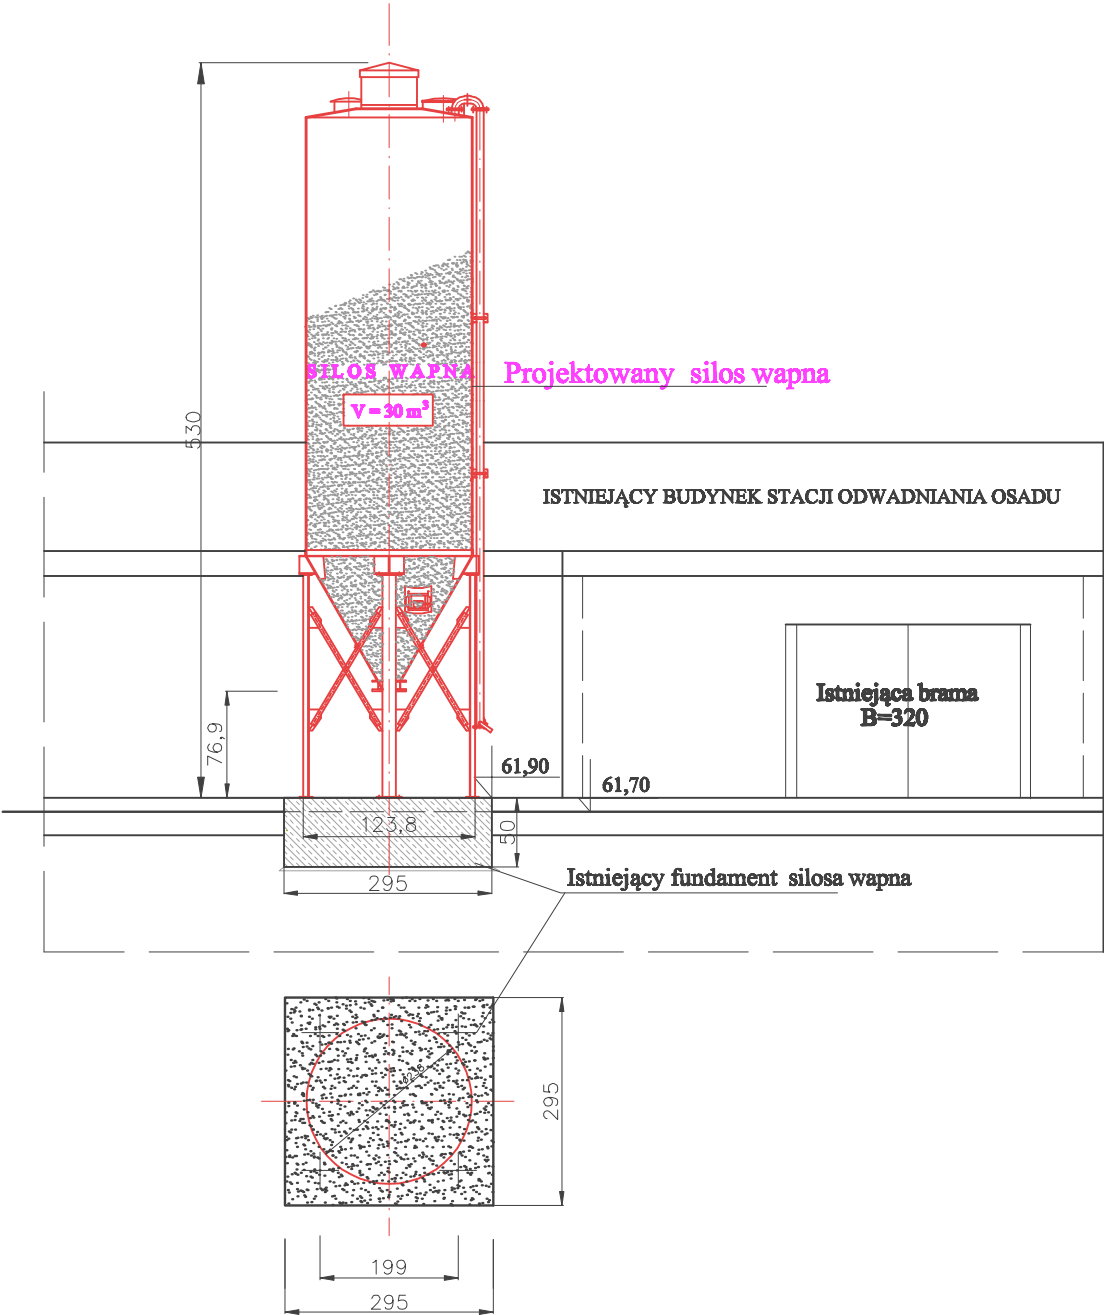 530
SILOS WAPNA
Projektowany silos wapna
V = 30 m³
ISTNIEJĄCY BUDYNEK STACJI ODWADNIANIA OSADU
Istniejąca brama
B=320
76,9
61,90
61,70
123,8
50
295
Istniejący fundament silosa wapna
295
199
295